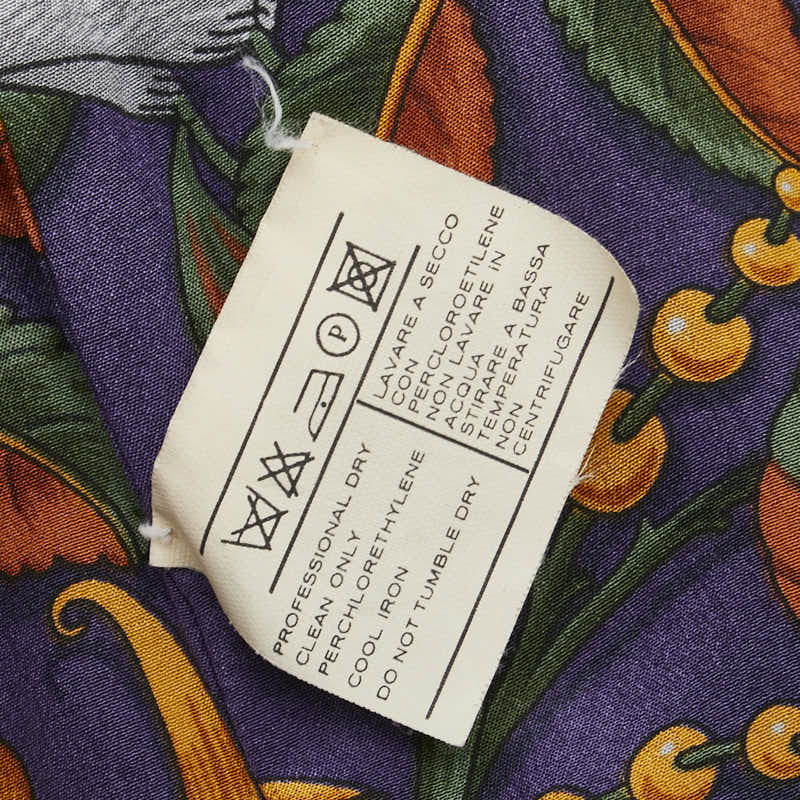 P
LAVARE A SECCO
CON
PERCLOROETILENE
NON LAVARE IN
ACQUA
STIRARE A BASSA
TEMPERATURA
NON
CENTRIFUGARE
PROFESSIONAL DRY
CLEAN ONLY
PERCHLORETHYLENE
COOL IRON
DO NOT TUMBLE DRY